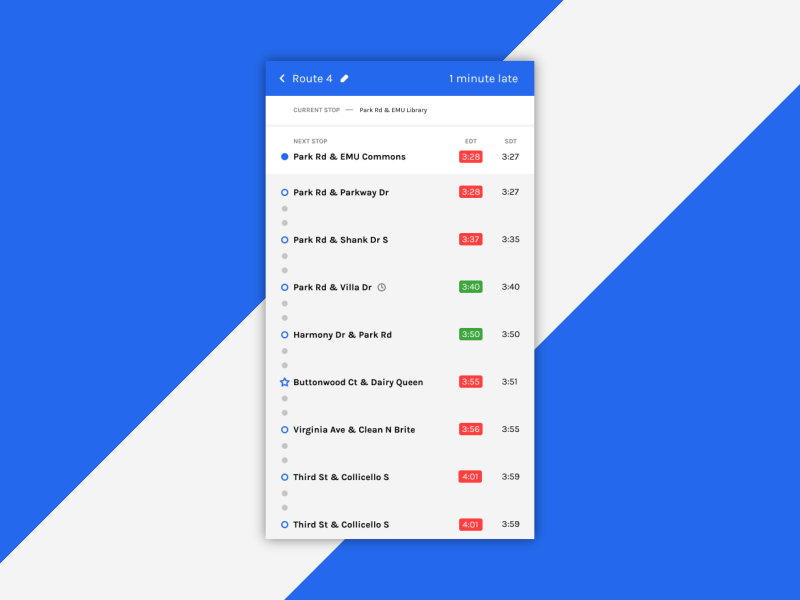 Route 4 1 minute late
CURRENT STOP — Park Rd & EMU Library
NEXT STOP EDT SDT
Park Rd & EMU Commons 3:28 3:27
Park Rd & Parkway Dr 3:28 3:27
Park Rd & Shank Dr S 3:37 3:35
Park Rd & Villa Dr 3:40 3:40
Harmony Dr & Park Rd 3:50 3:50
Buttonwood Ct & Dairy Queen 3:55 3:51
Virginia Ave & Clean N Brite 3:56 3:55
Third St & Collicello S 4:01 3:59
Third St & Collicello S 4:01 3:59